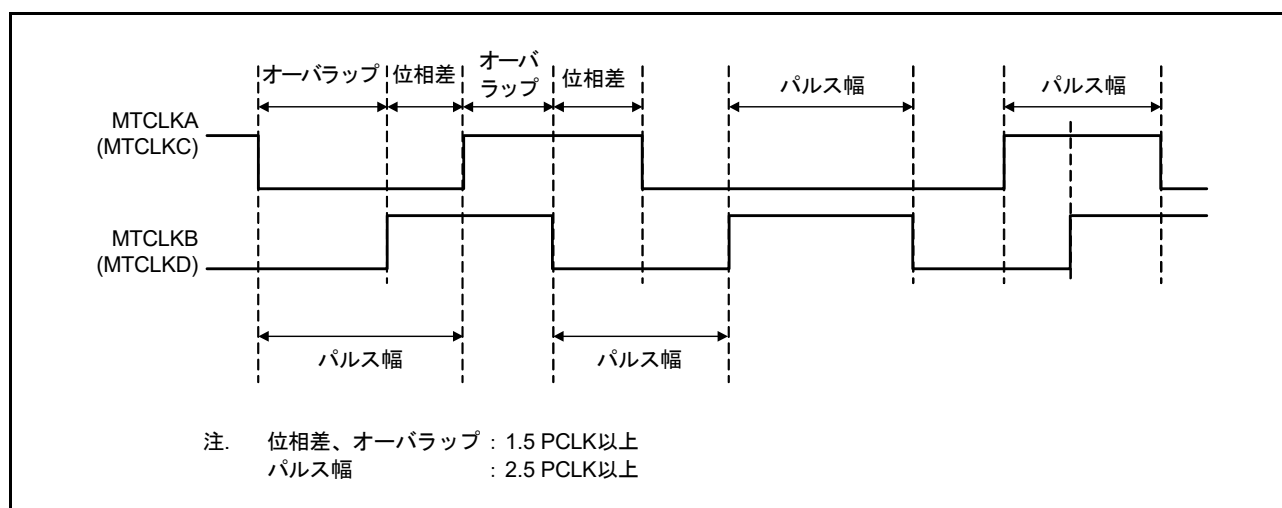 オーバラップ 位相差 オーバ
ラップ 位相差 パルス幅 パルス幅
MTCLKA
(MTCLKC)
MTCLKB
(MTCLKD)
パルス幅 パルス幅
注. 位相差、オーバラップ : 1.5 PCLK以上
パルス幅 : 2.5 PCLK以上